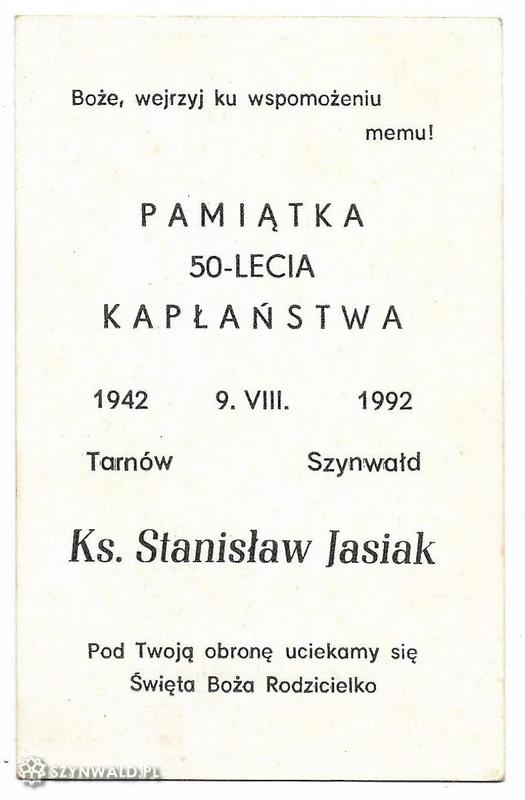 Boże, wejrzyj ku wspomożeniu
memu!
PAMIĄTKA
50-LECIA
KAPŁAŃSTWA
1942 9. VIII. 1992
Tarnów Szynwałd
Ks. Stanisław Jasiak
Pod Twoją obronę uciekamy się
Święta Boża Rodzicielko
SZYNWALD.PL